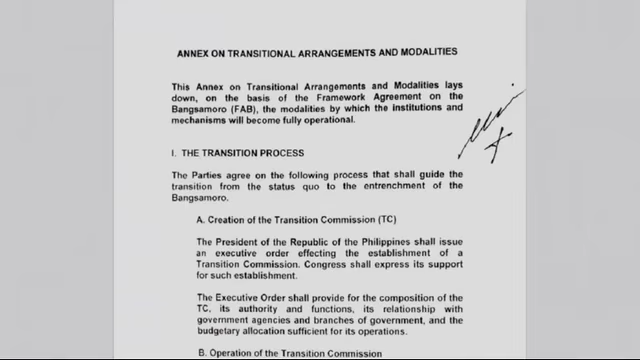 ANNEX ON TRANSITIONAL ARRANGEMENTS AND MODALITIES
This Annex on Transitional Arrangements and Modalities lays
down, on the basis of the Framework Agreement on the
Bangsamoro (FAB), the modalities by which the institutions and
mechanisms will become fully operational.
I. THE TRANSITION PROCESS
The Parties agree on the following process that shall guide the
transition from the status quo to the entrenchment of the
Bangsamoro.
A. Creation of the Transition Commission (TC)
The President of the Republic of the Philippines shall issue
an executive order effecting the establishment of a
Transition Commission. Congress shall express its support
for such establishment.
The Executive Order shall provide for the composition of the
TC, its authority and functions, its relationship with
government agencies and branches of government, and the
budgetary allocation sufficient for its operations.
B. Operation of the Transition Commission